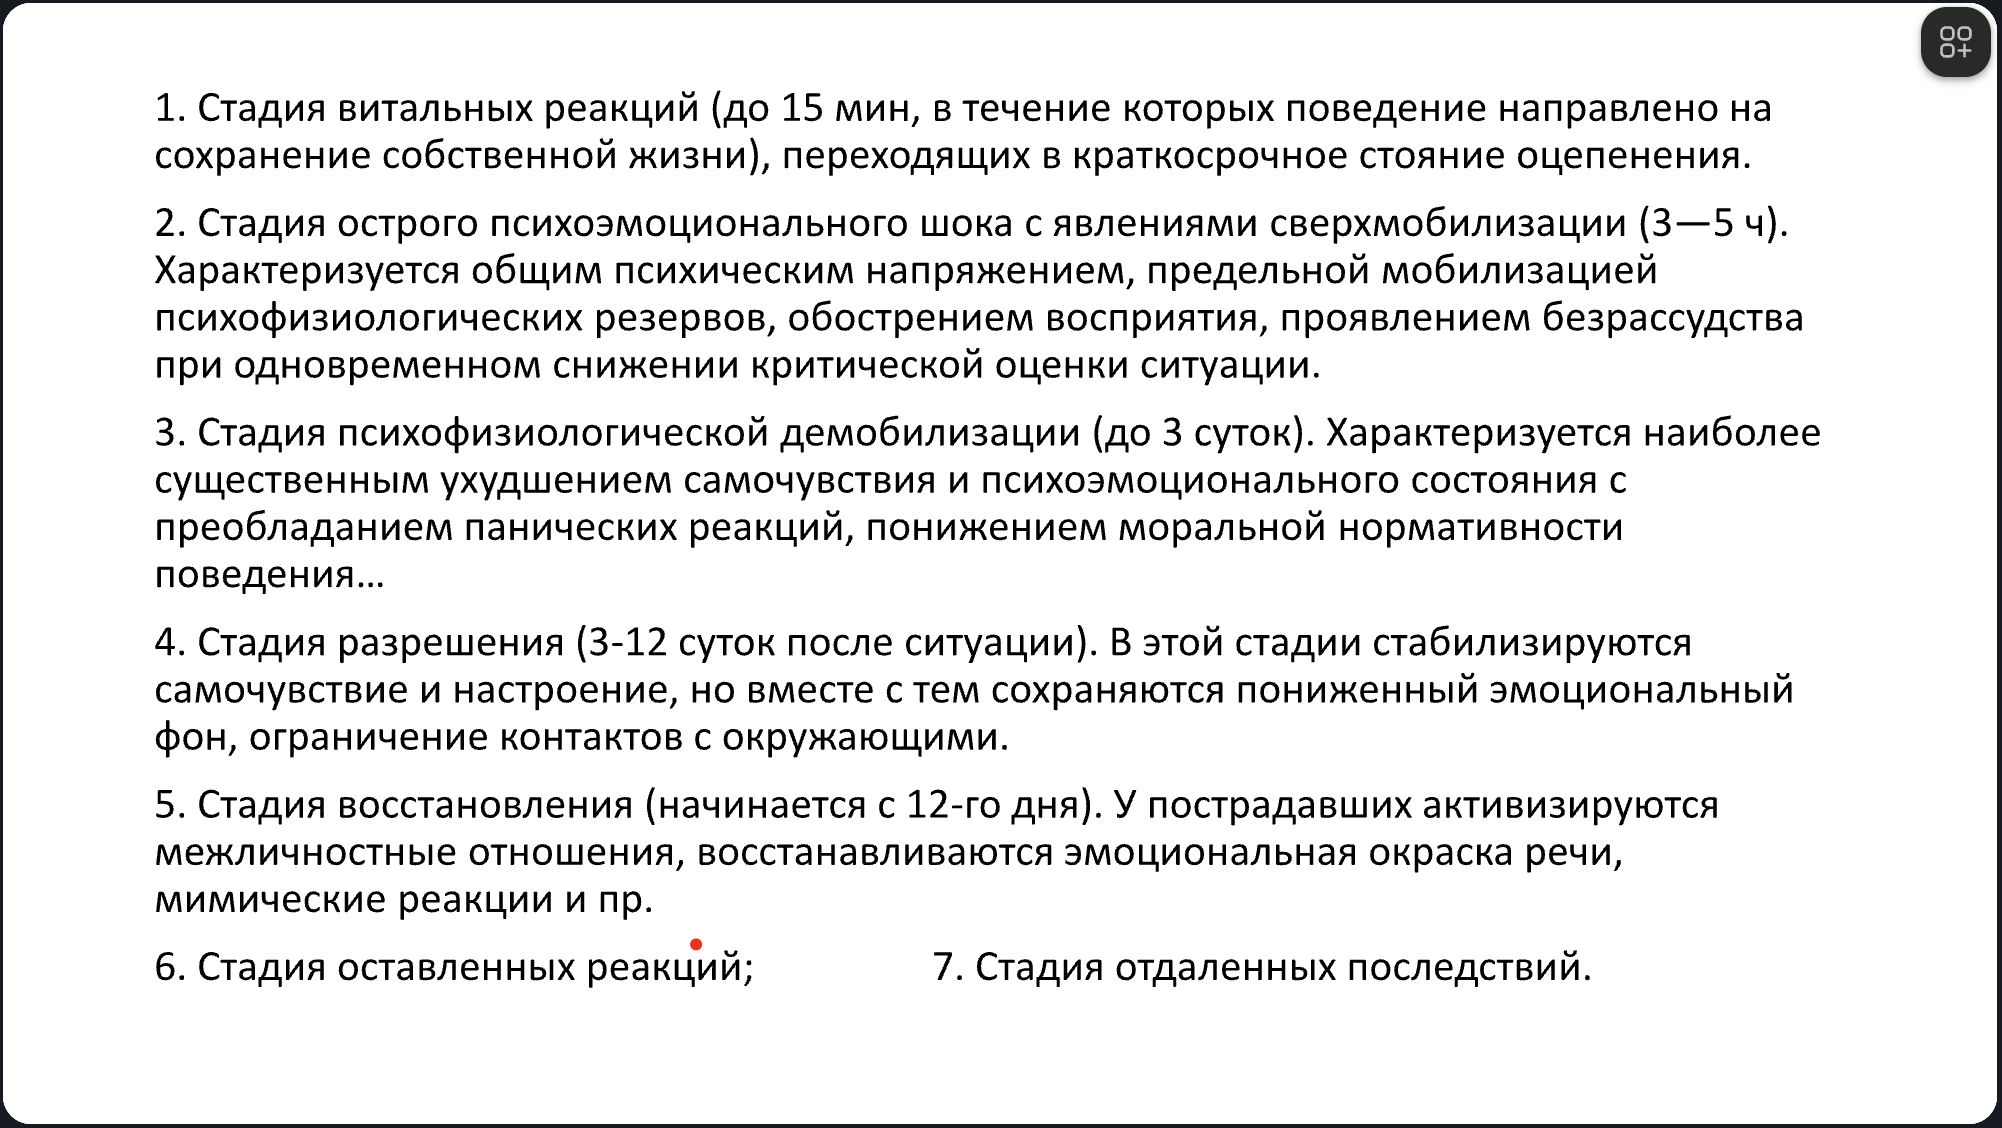 1. Стадия витальных реакций (до 15 мин, в течение которых поведение направлено на
сохранение собственной жизни), переходящих в краткосрочное стояние оцепенения.
2. Стадия острого психоэмоционального шока с явлениями сверхмобилизации (3—5 ч).
Характеризуется общим психическим напряжением, предельной мобилизацией
психофизиологических резервов, обострением восприятия, проявлением безрассудства
при одновременном снижении критической оценки ситуации.
3. Стадия психофизиологической демобилизации (до 3 суток). Характеризуется наиболее
существенным ухудшением самочувствия и психоэмоционального состояния с
преобладанием панических реакций, понижением моральной нормативности
поведения…
4. Стадия разрешения (3-12 суток после ситуации). В этой стадии стабилизируются
самочувствие и настроение, но вместе с тем сохраняются пониженный эмоциональный
фон, ограничение контактов с окружающими.
5. Стадия восстановления (начинается с 12-го дня). У пострадавших активизируются
межличностные отношения, восстанавливаются эмоциональная окраска речи,
мимические реакции и пр.
6. Стадия оставленных реакций; 7. Стадия отдаленных последствий.